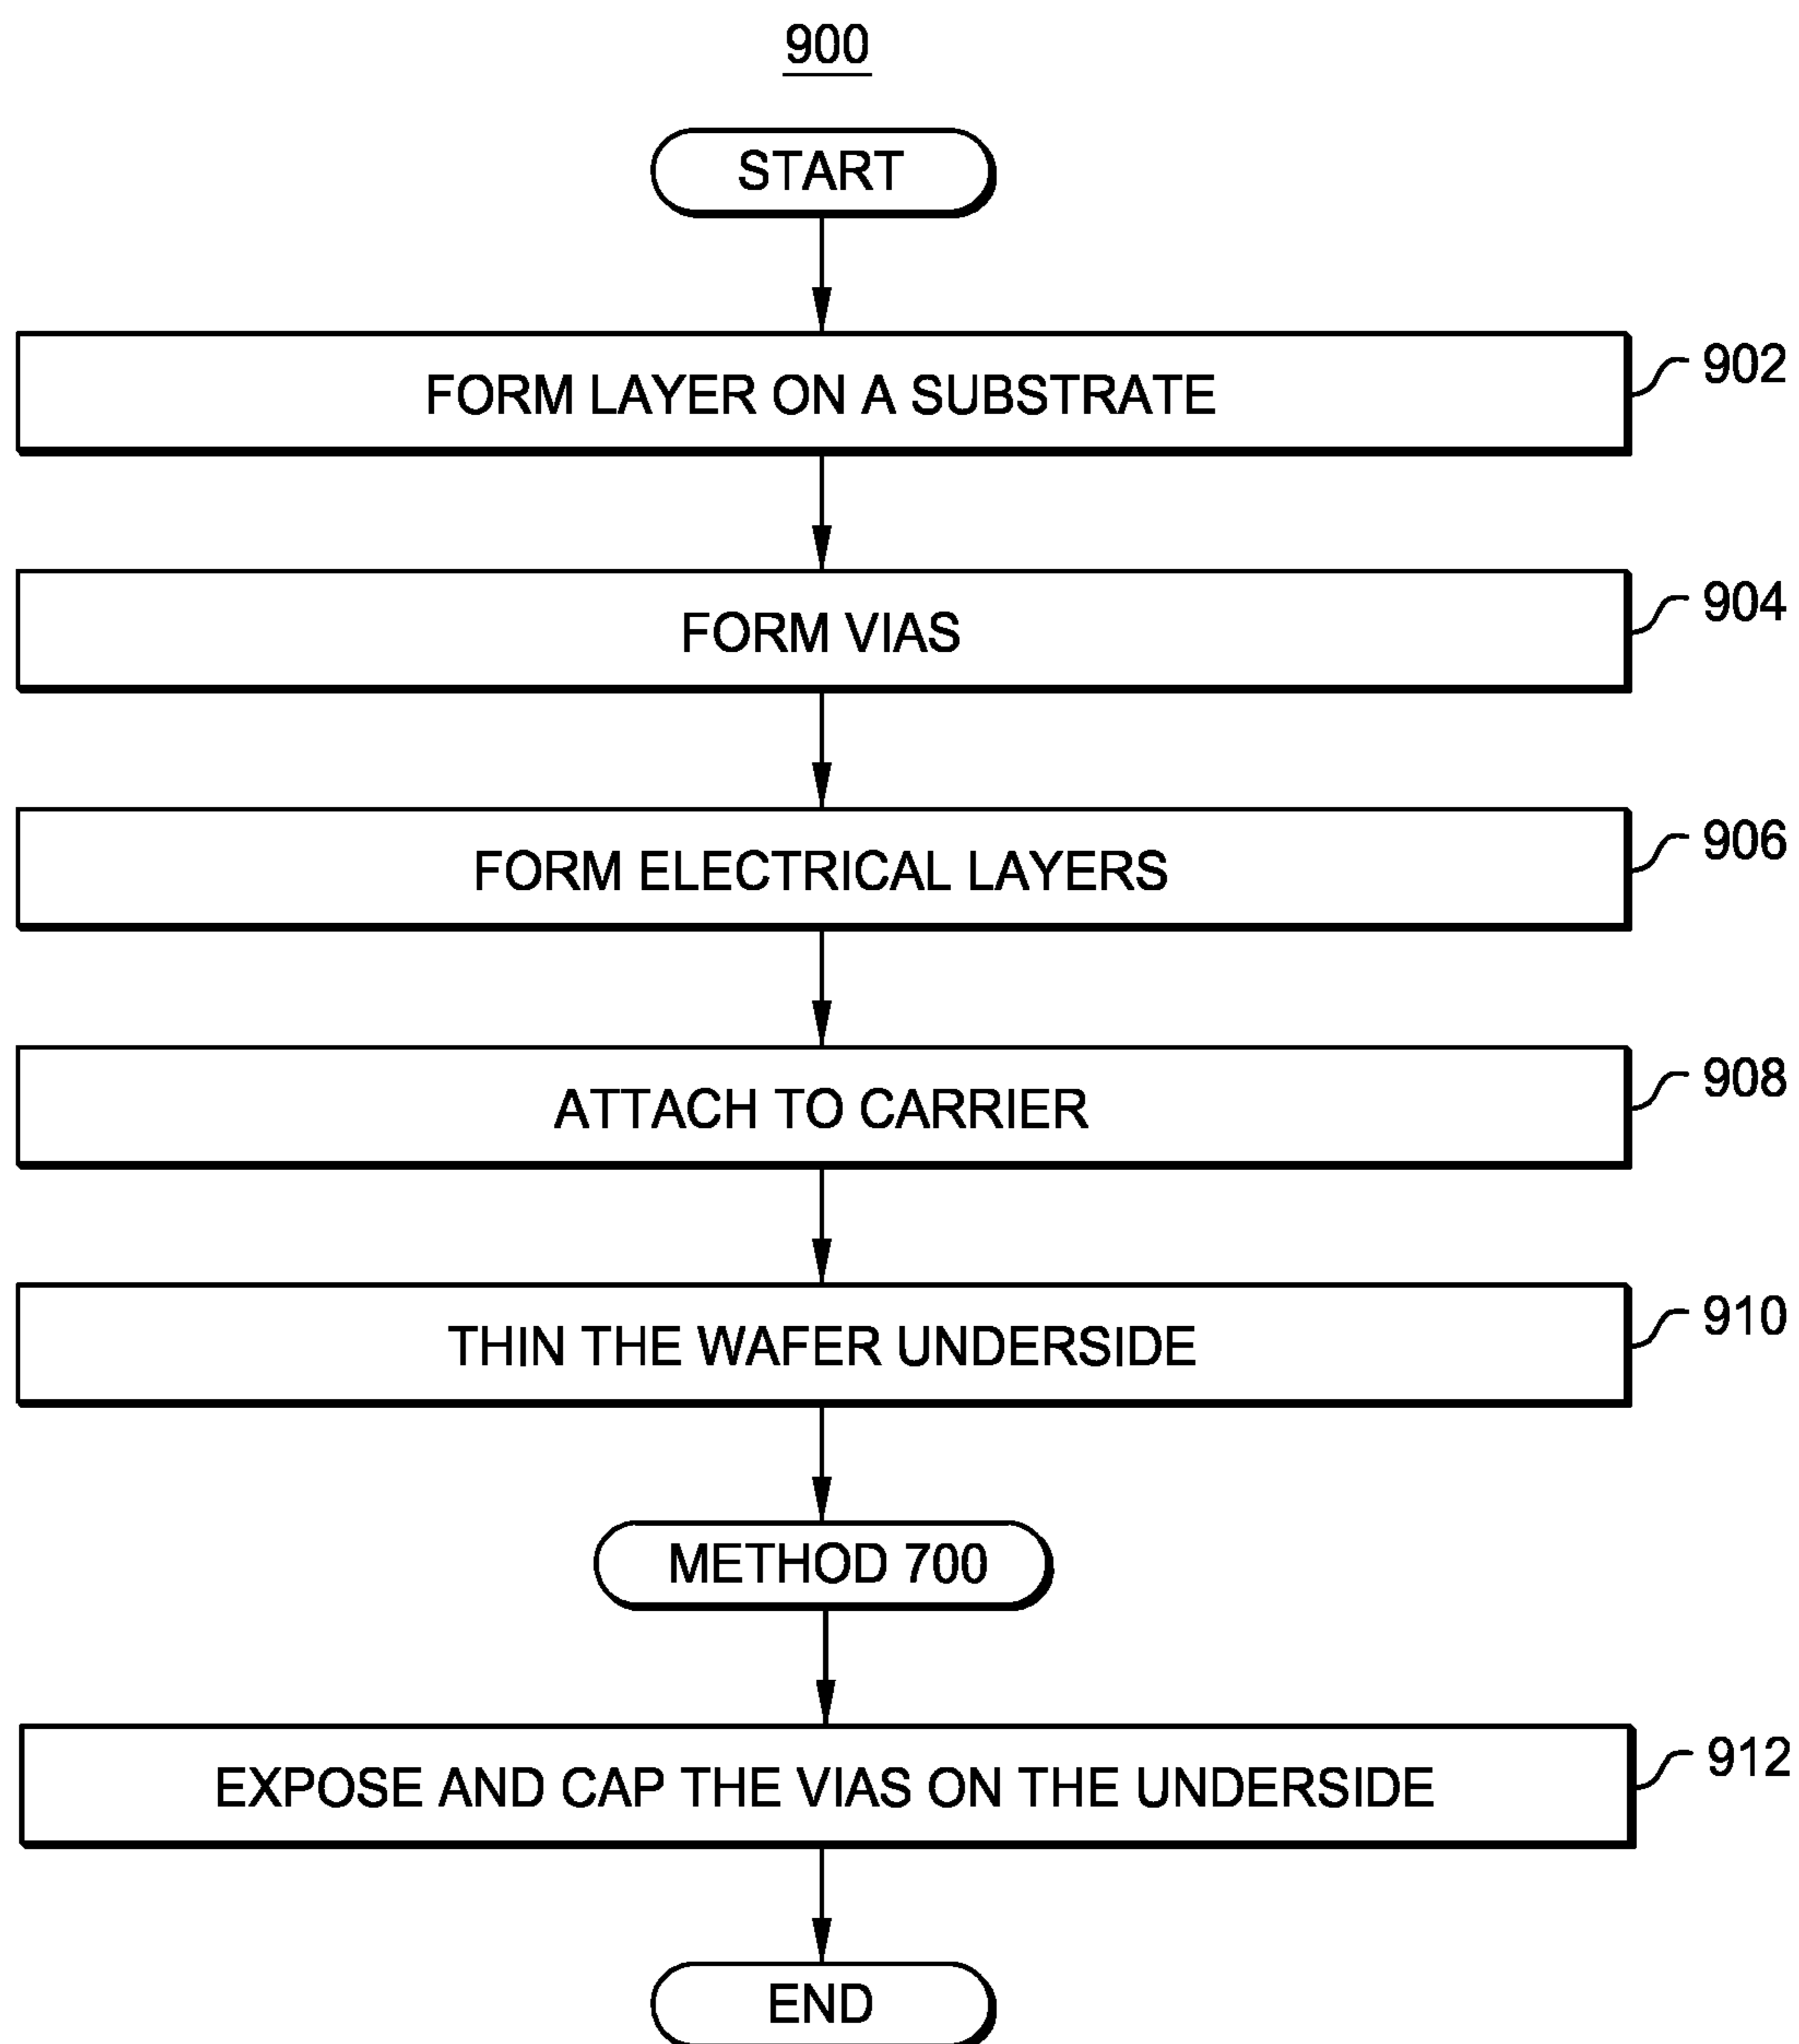 900
START
FORM LAYER ON A SUBSTRATE
902
FORM VIAS
904
FORM ELECTRICAL LAYERS
906
ATTACH TO CARRIER
908
THIN THE WAFER UNDERSIDE
910
METHOD 700
EXPOSE AND CAP THE VIAS ON THE UNDERSIDE
912
END